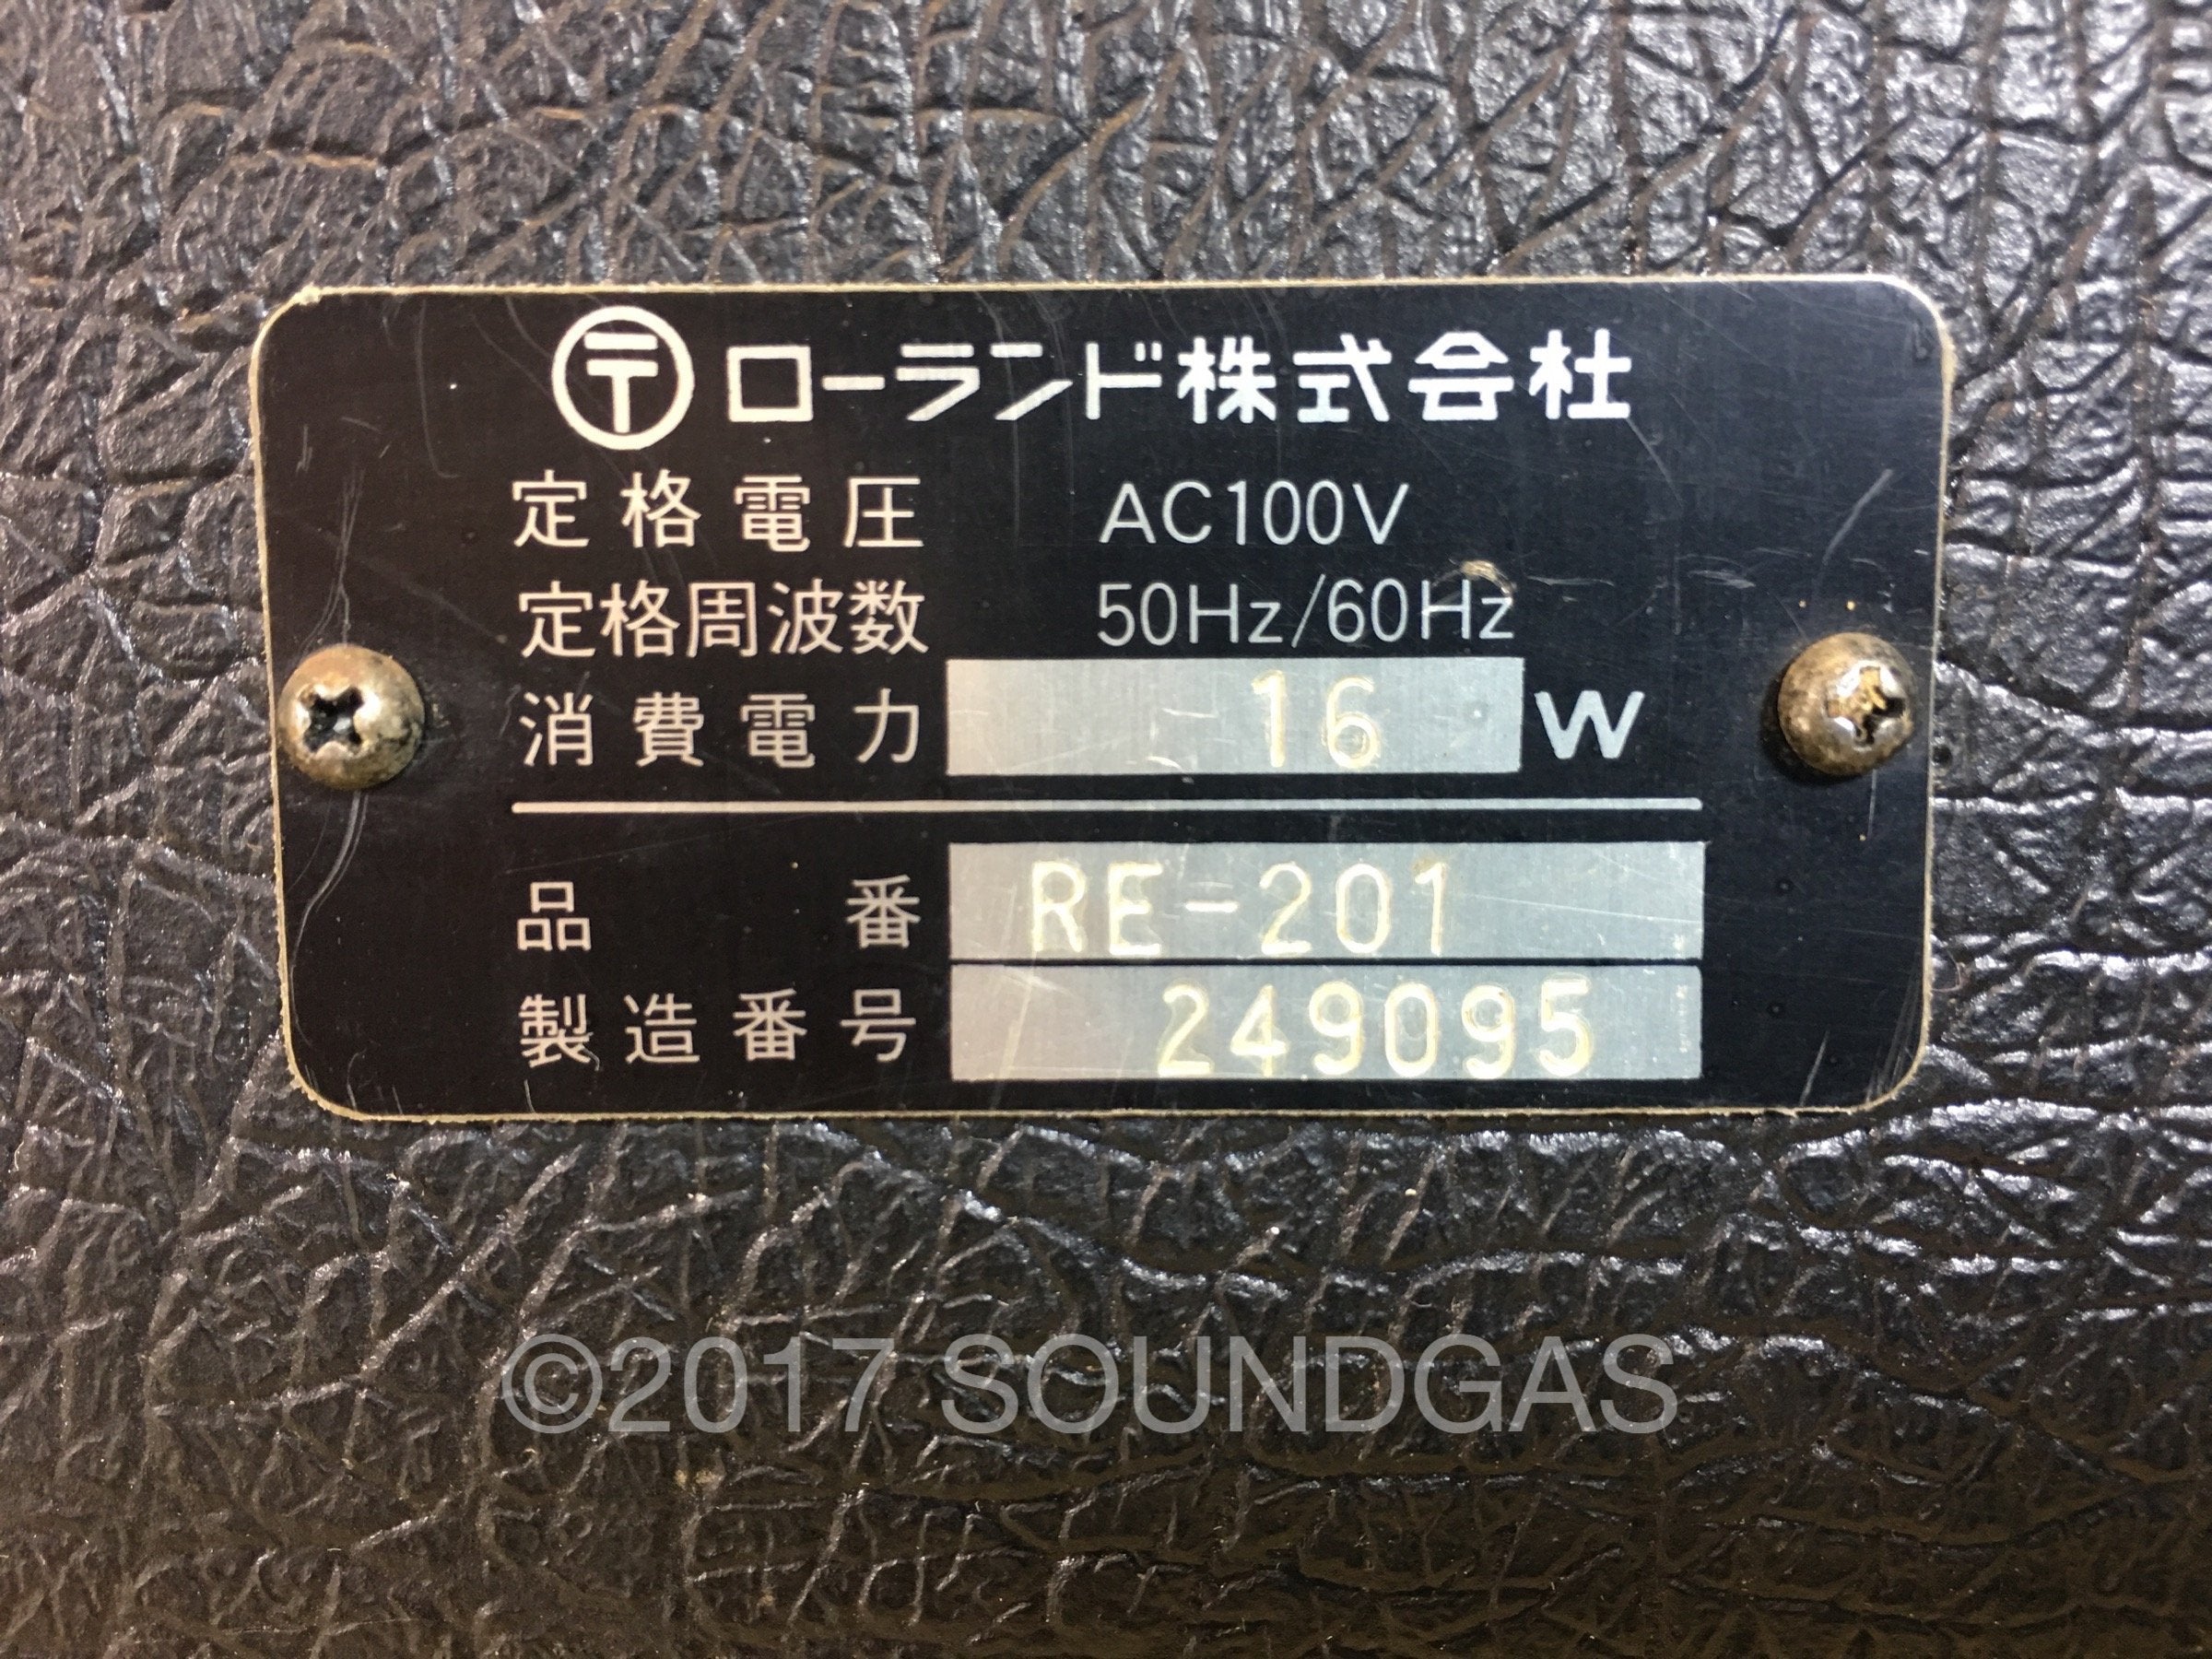 〒 ローランド株式会社
定格電圧 AC100V
定格周波数 50Hz/60Hz
消費電力 16 W
品番 RE-201
製造番号 249095
©2017 SOUNDGAS